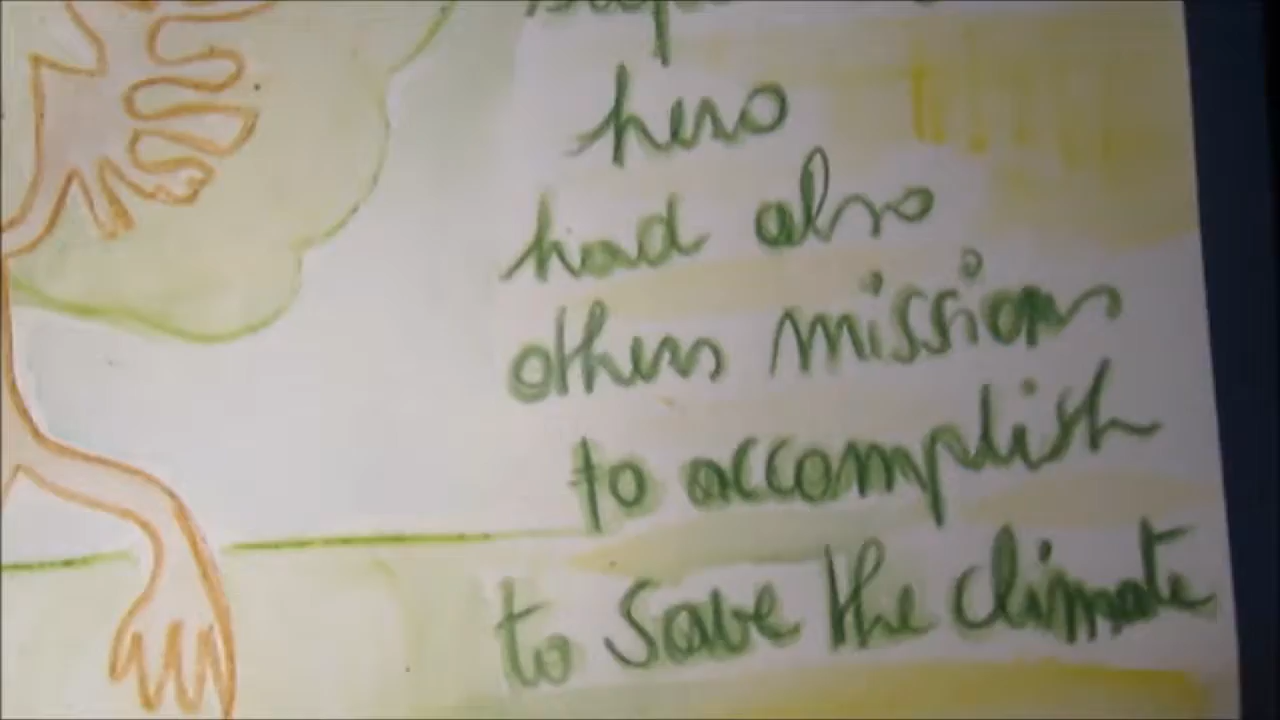 hero
had also
others missions
to accomplish
to save the climate